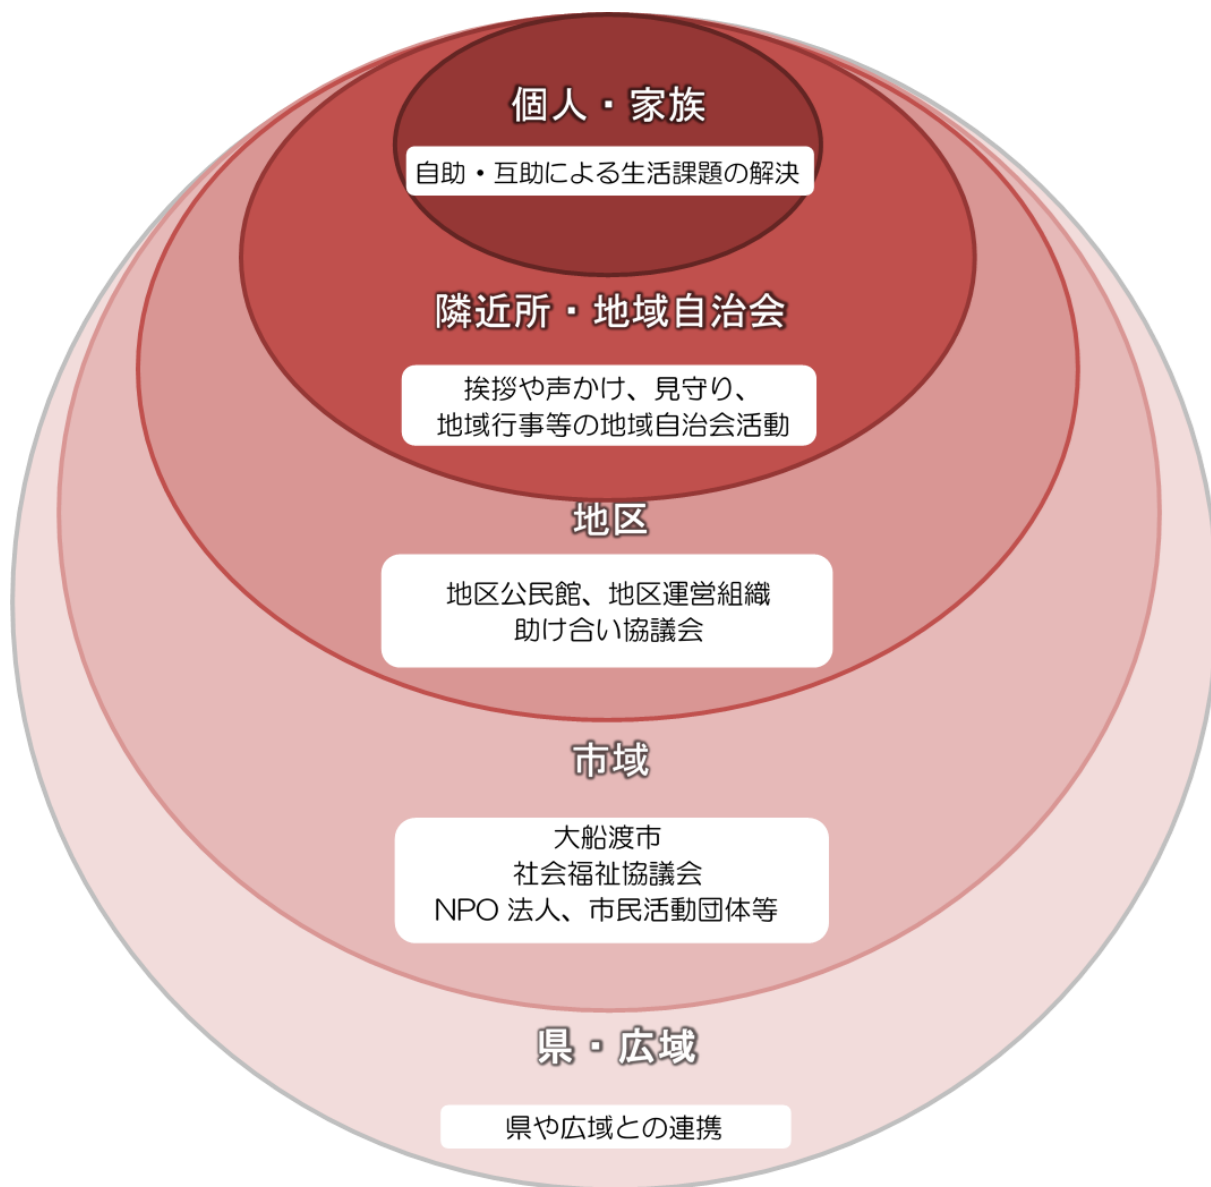 個人・家族
自助・互助による生活課題の解決
隣近所・地域自治会
挨拶や声かけ、見守り、
地域行事等の地域自治会活動
地区
地区公民館、地区運営組織
助け合い協議会
市域
大船渡市
社会福祉協議会
NPO 法人、市民活動団体等
県・広域
県や広域との連携